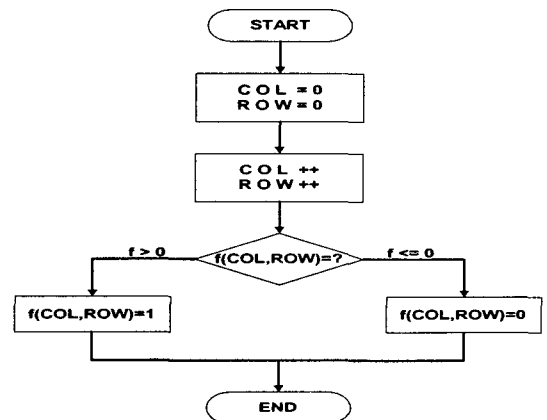 START
COL = 0
ROW = 0
COL ++
ROW ++
f > 0
f(COL,ROW)=?
f <= 0
f(COL,ROW)=1
f(COL,ROW)=0
END